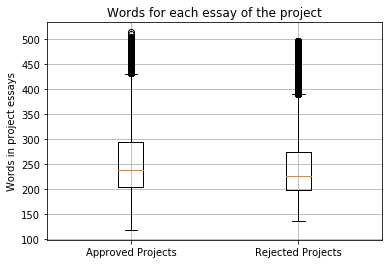 Words for each essay of the project
Words in project essays
500
450
400
350
300
250
200
150
100
Approved Projects
Rejected Projects